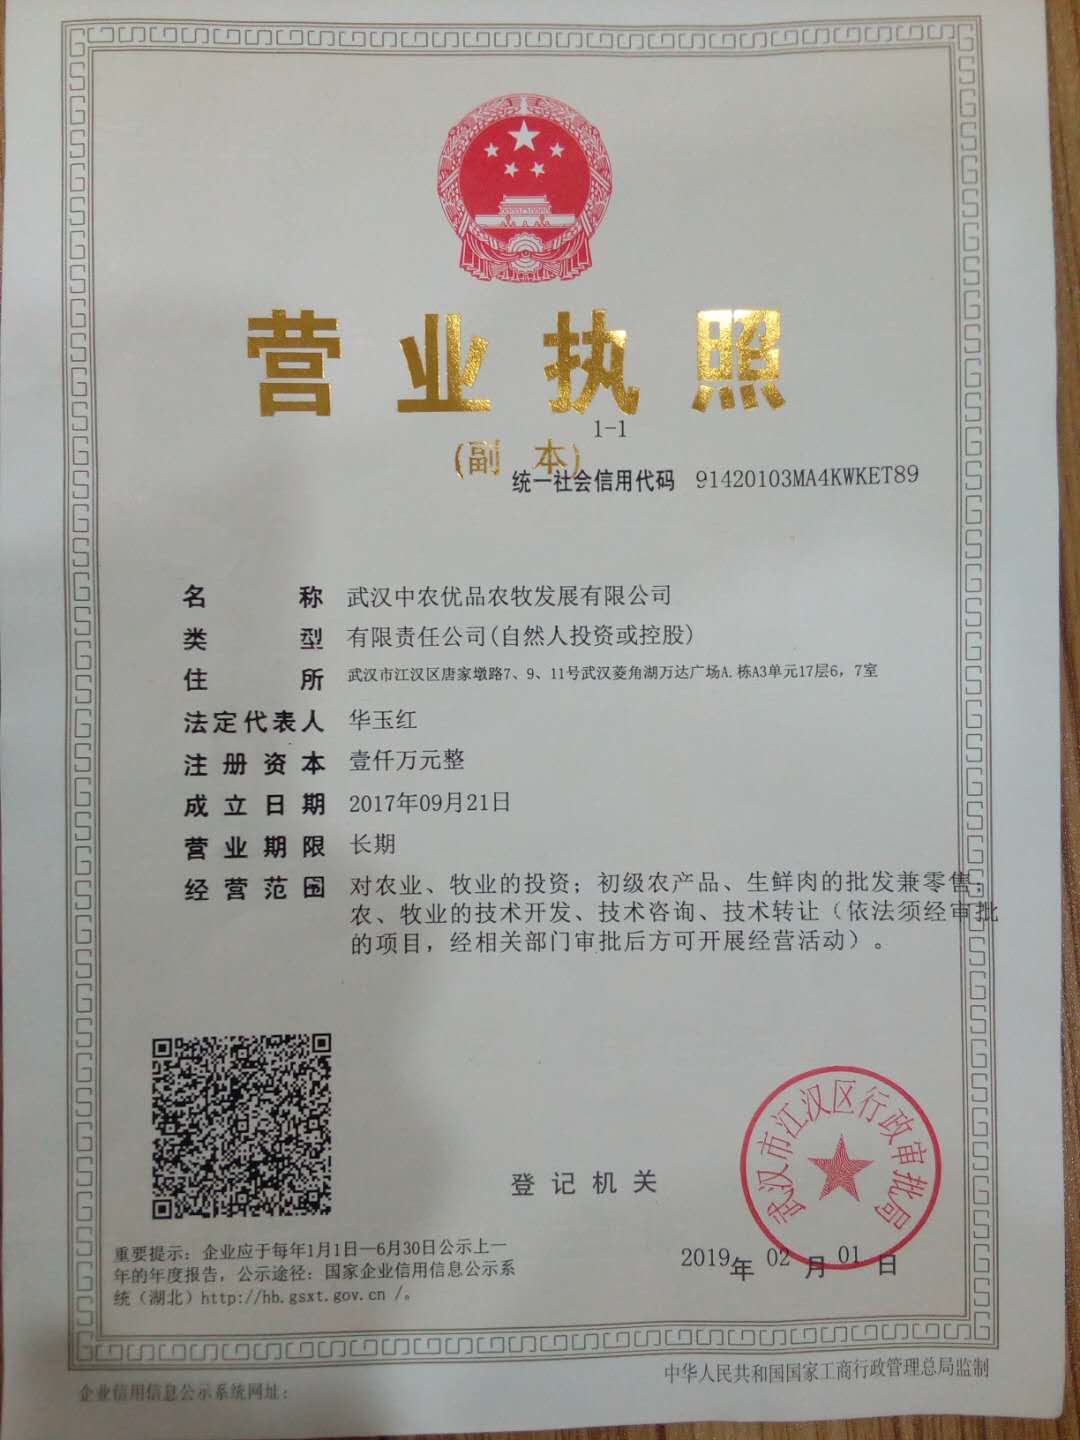 营业执照
1-1
(副 本)
统一社会信用代码 91420103MA4KWKET89
名称 武汉中农优品农牧发展有限公司
类型 有限责任公司(自然人投资或控股)
住所 武汉市江汉区唐家墩路7、9、11号武汉菱角湖万达广场A.栋A3单元17层6，7室
法定代表人 华玉红
注册资本 壹仟万元整
成立日期 2017年09月21日
营业期限 长期
经营范围 对农业、牧业的投资；初级农产品、生鲜肉的批发兼零售；
农、牧业的技术开发、技术咨询、技术转让（依法须经审批
的项目，经相关部门审批后方可开展经营活动）。
武汉市江汉区行政审批局
登记机关
2019年02月01日
重要提示：企业应于每年1月1日—6月30日公示上一
年的年度报告，公示途径：国家企业信用信息公示系
统（湖北）http://hb.gsxt.gov.cn /。
企业信用信息公示系统网址：
中华人民共和国国家工商行政管理总局监制